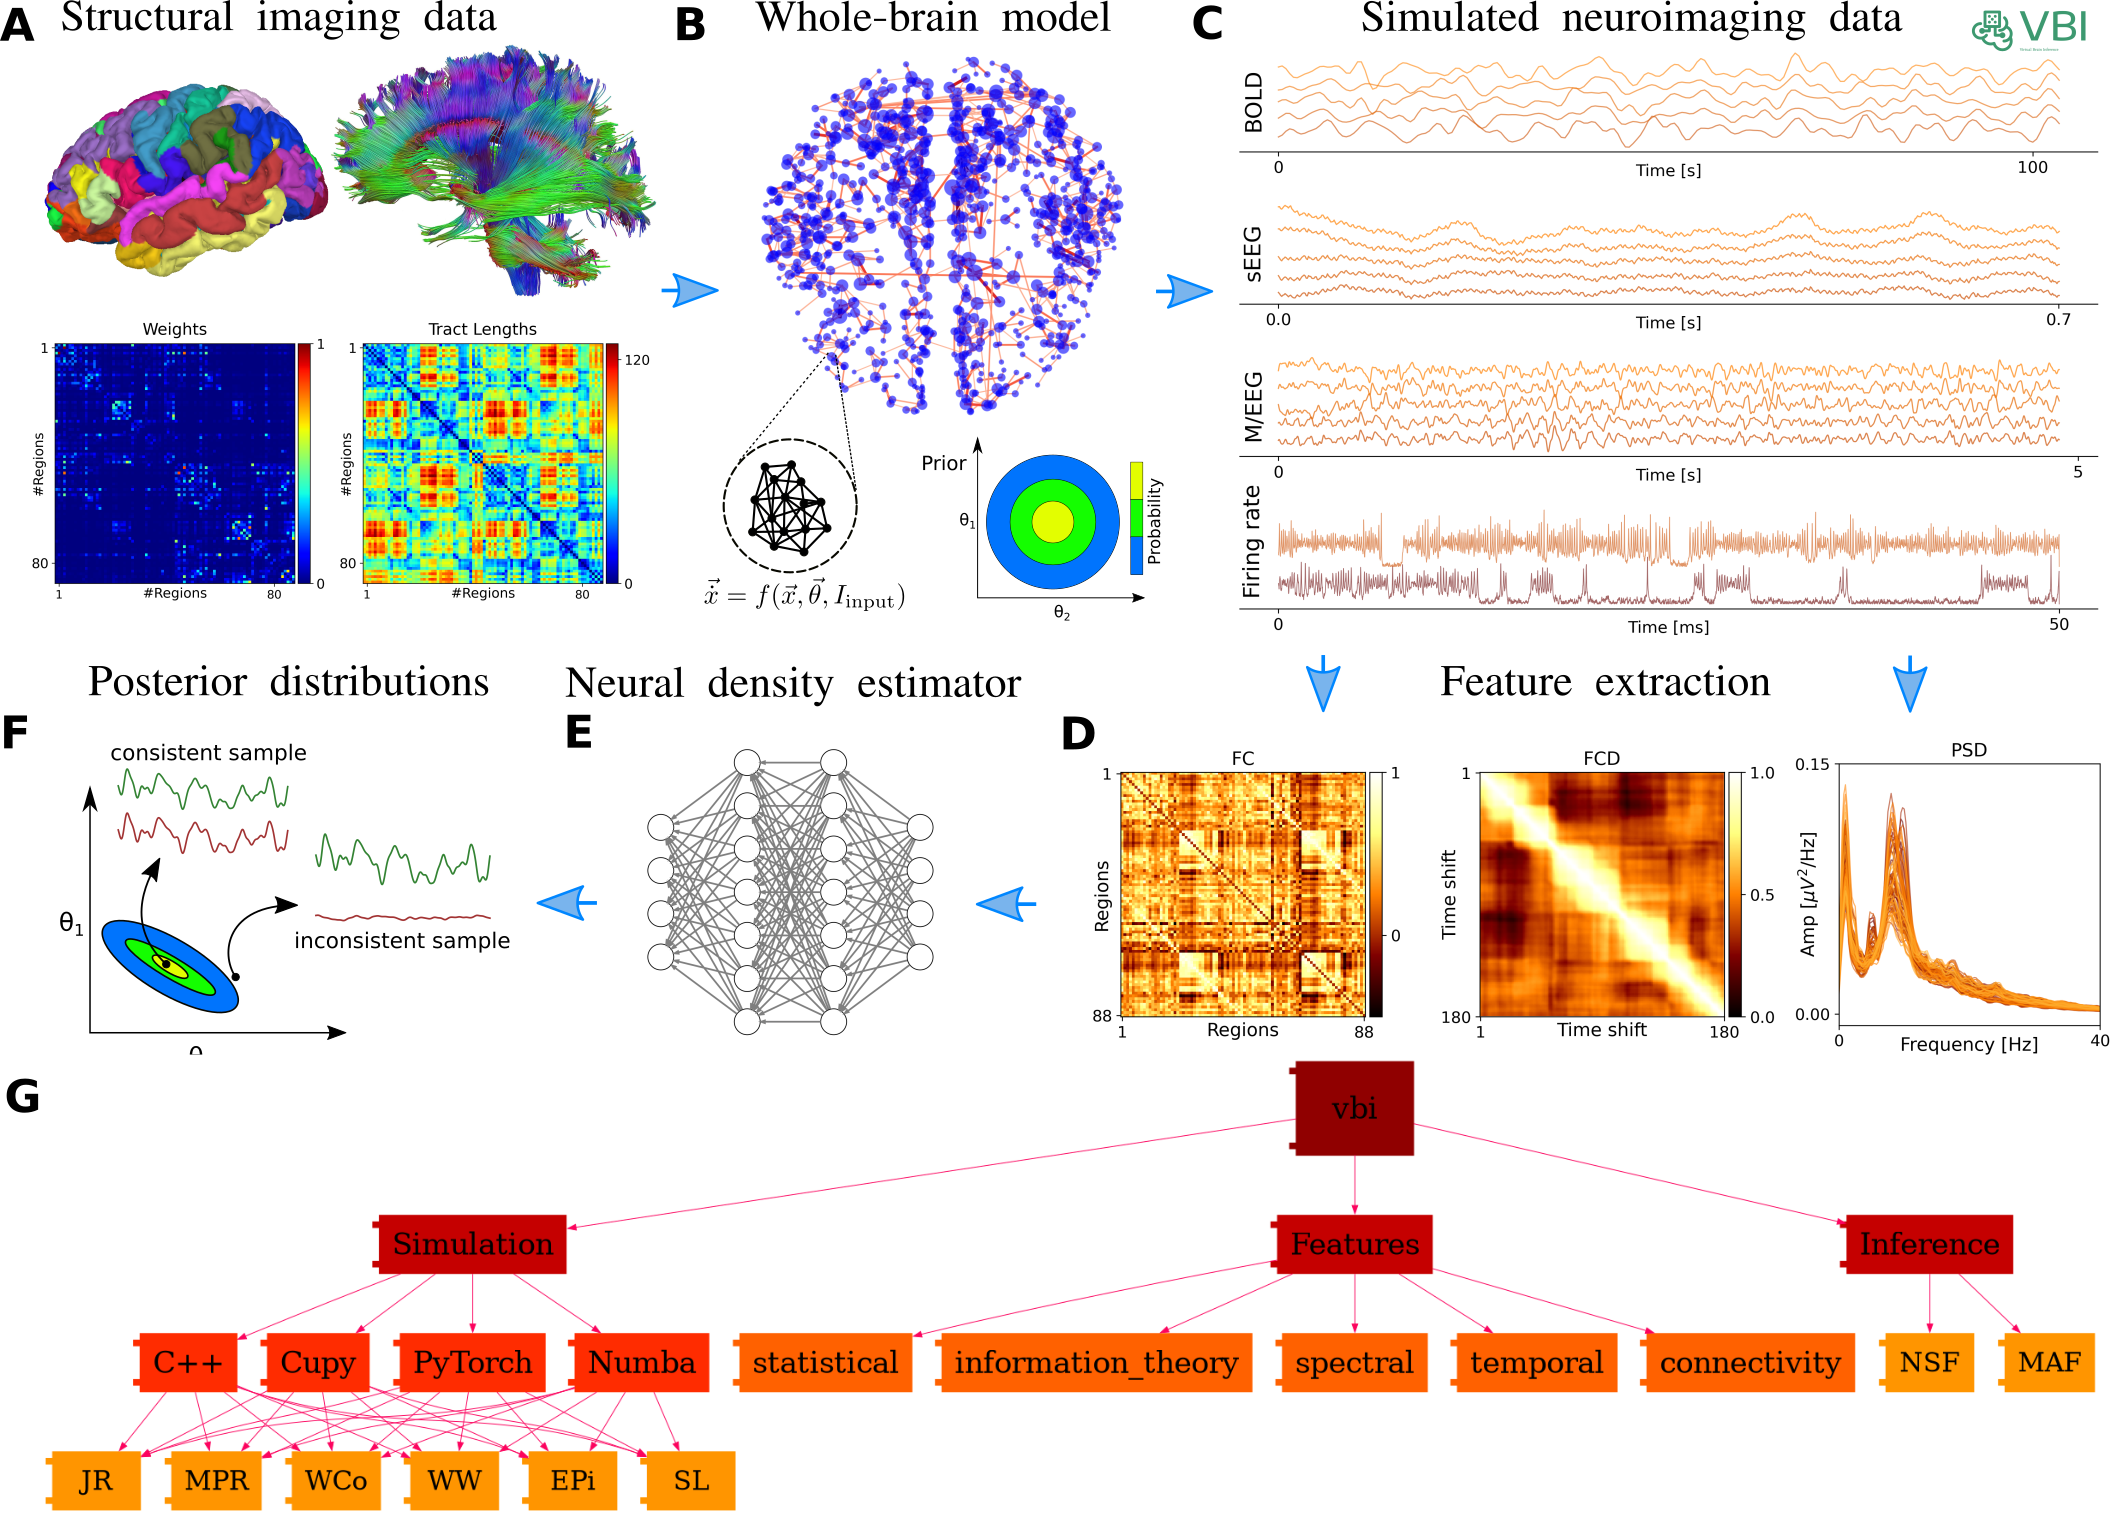 A Structural imaging data
B Whole-brain model
C Simulated neuroimaging data
VBI
Weights
1
#Regions
80
1 #Regions 80
1
0
Tract Lengths
1
#Regions
80
1 #Regions 80
120
0
ẋ⃗ = f(x⃗, θ⃗, I_input)
Prior
θ1
θ2
Probability
BOLD
0 Time [s] 100
sEEG
0.0 Time [s] 0.7
M/EEG
0 Time [s] 5
Firing rate
0 Time [ms] 50
Posterior distributions
Neural density estimator
Feature extraction
F
consistent sample
θ1
inconsistent sample
E
D
FC
1
Regions
88
1 Regions 88
1
0
FCD
1
Time shift
180
1 Time shift 180
1.0
0.5
0.0
PSD
0.15
Amp [μV²/Hz]
0.00
0 Frequency [Hz] 40
G
vbi
Simulation Features Inference
C++ Cupy PyTorch Numba statistical information_theory spectral temporal connectivity NSF MAF
JR MPR WCo WW EPi SL